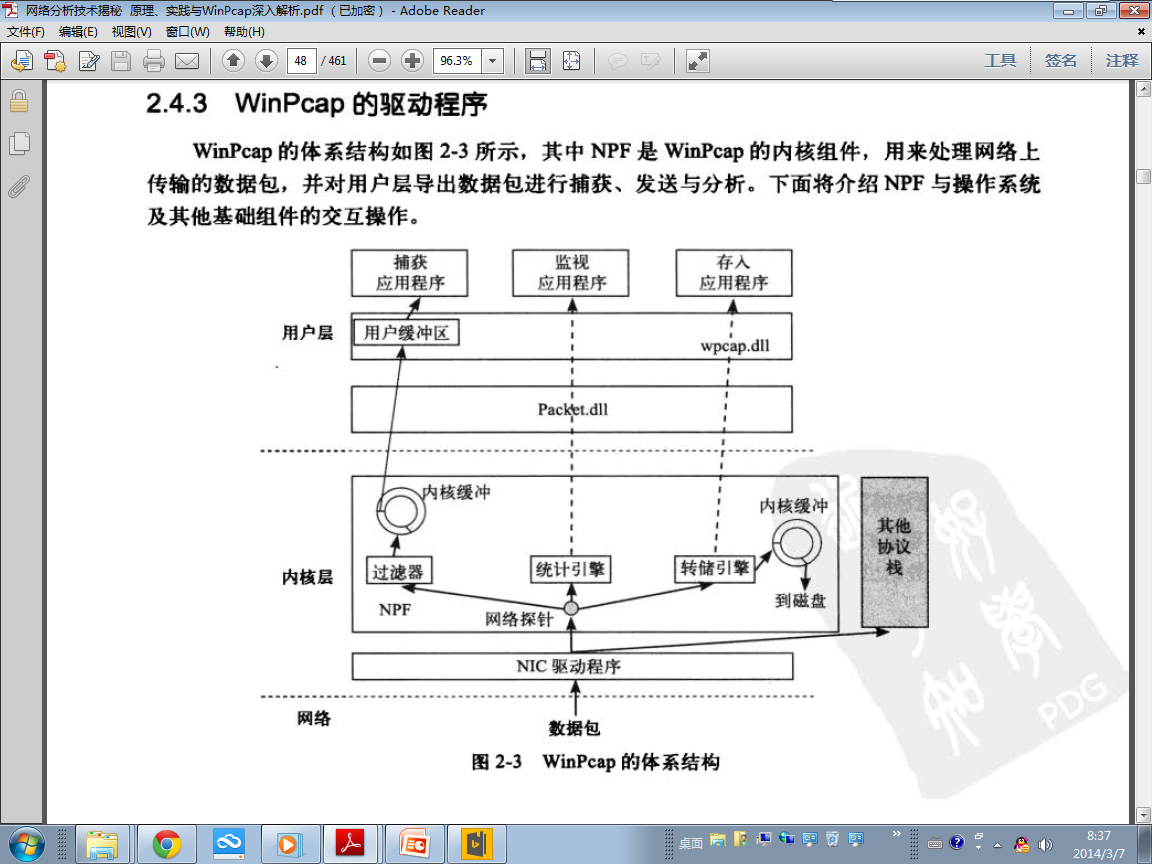 网络分析技术揭秘 原理、实践与WinPcap深入解析.pdf （已加密） - Adobe Reader
文件(F) 编辑(E) 视图(V) 窗口(W) 帮助(H)
48 / 461 96.3% 工具 签名 注释
2.4.3 WinPcap 的驱动程序
WinPcap 的体系结构如图 2-3 所示，其中 NPF 是 WinPcap 的内核组件，用来处理网络上
传输的数据包，并对用户层导出数据包进行捕获、发送与分析。下面将介绍 NPF 与操作系统
及其他基础组件的交互操作。
捕获
应用程序
监视
应用程序
存入
应用程序
用户层
用户缓冲区
wpcap.dll
Packet.dll
内核缓冲
内核缓冲
其他
协议
栈
内核层
过滤器
统计引擎
转储引擎
到磁盘
NPF
网络探针
NIC 驱动程序
网络
数据包
图 2-3 WinPcap 的体系结构
PDG
桌面
8:37
2014/3/7